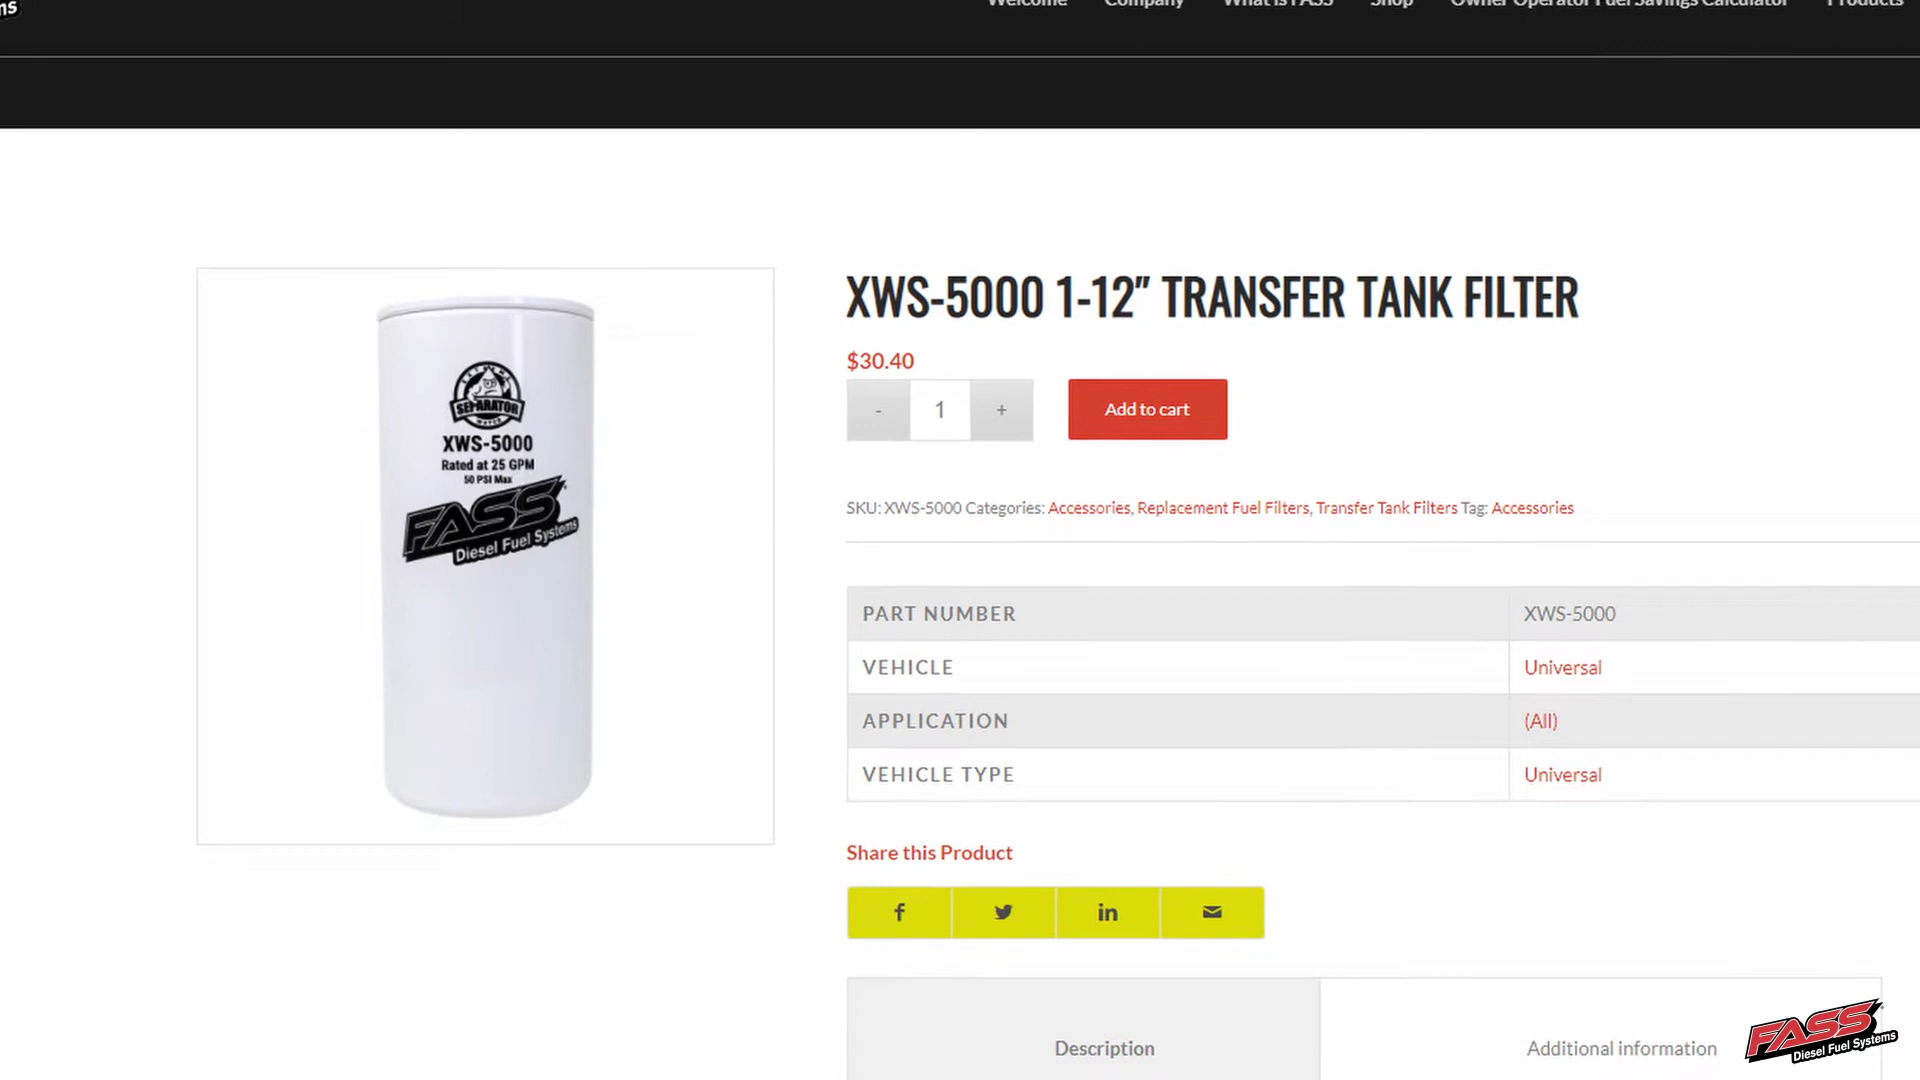 ms
Welcome Company What is FASS Shop Owner Operator Fuel Savings Calculator Products
EXTREME
SEPARATOR
WATER
XWS-5000
Rated at 25 GPM
50 PSI Max
FASS
Diesel Fuel Systems
XWS-5000 1-12″ TRANSFER TANK FILTER
$30.40
- 1 + Add to cart
SKU: XWS-5000 Categories: Accessories, Replacement Fuel Filters, Transfer Tank Filters Tag: Accessories
PART NUMBER XWS-5000
VEHICLE Universal
APPLICATION (All)
VEHICLE TYPE Universal
Share this Product
Description Additional information
FASS
Diesel Fuel Systems